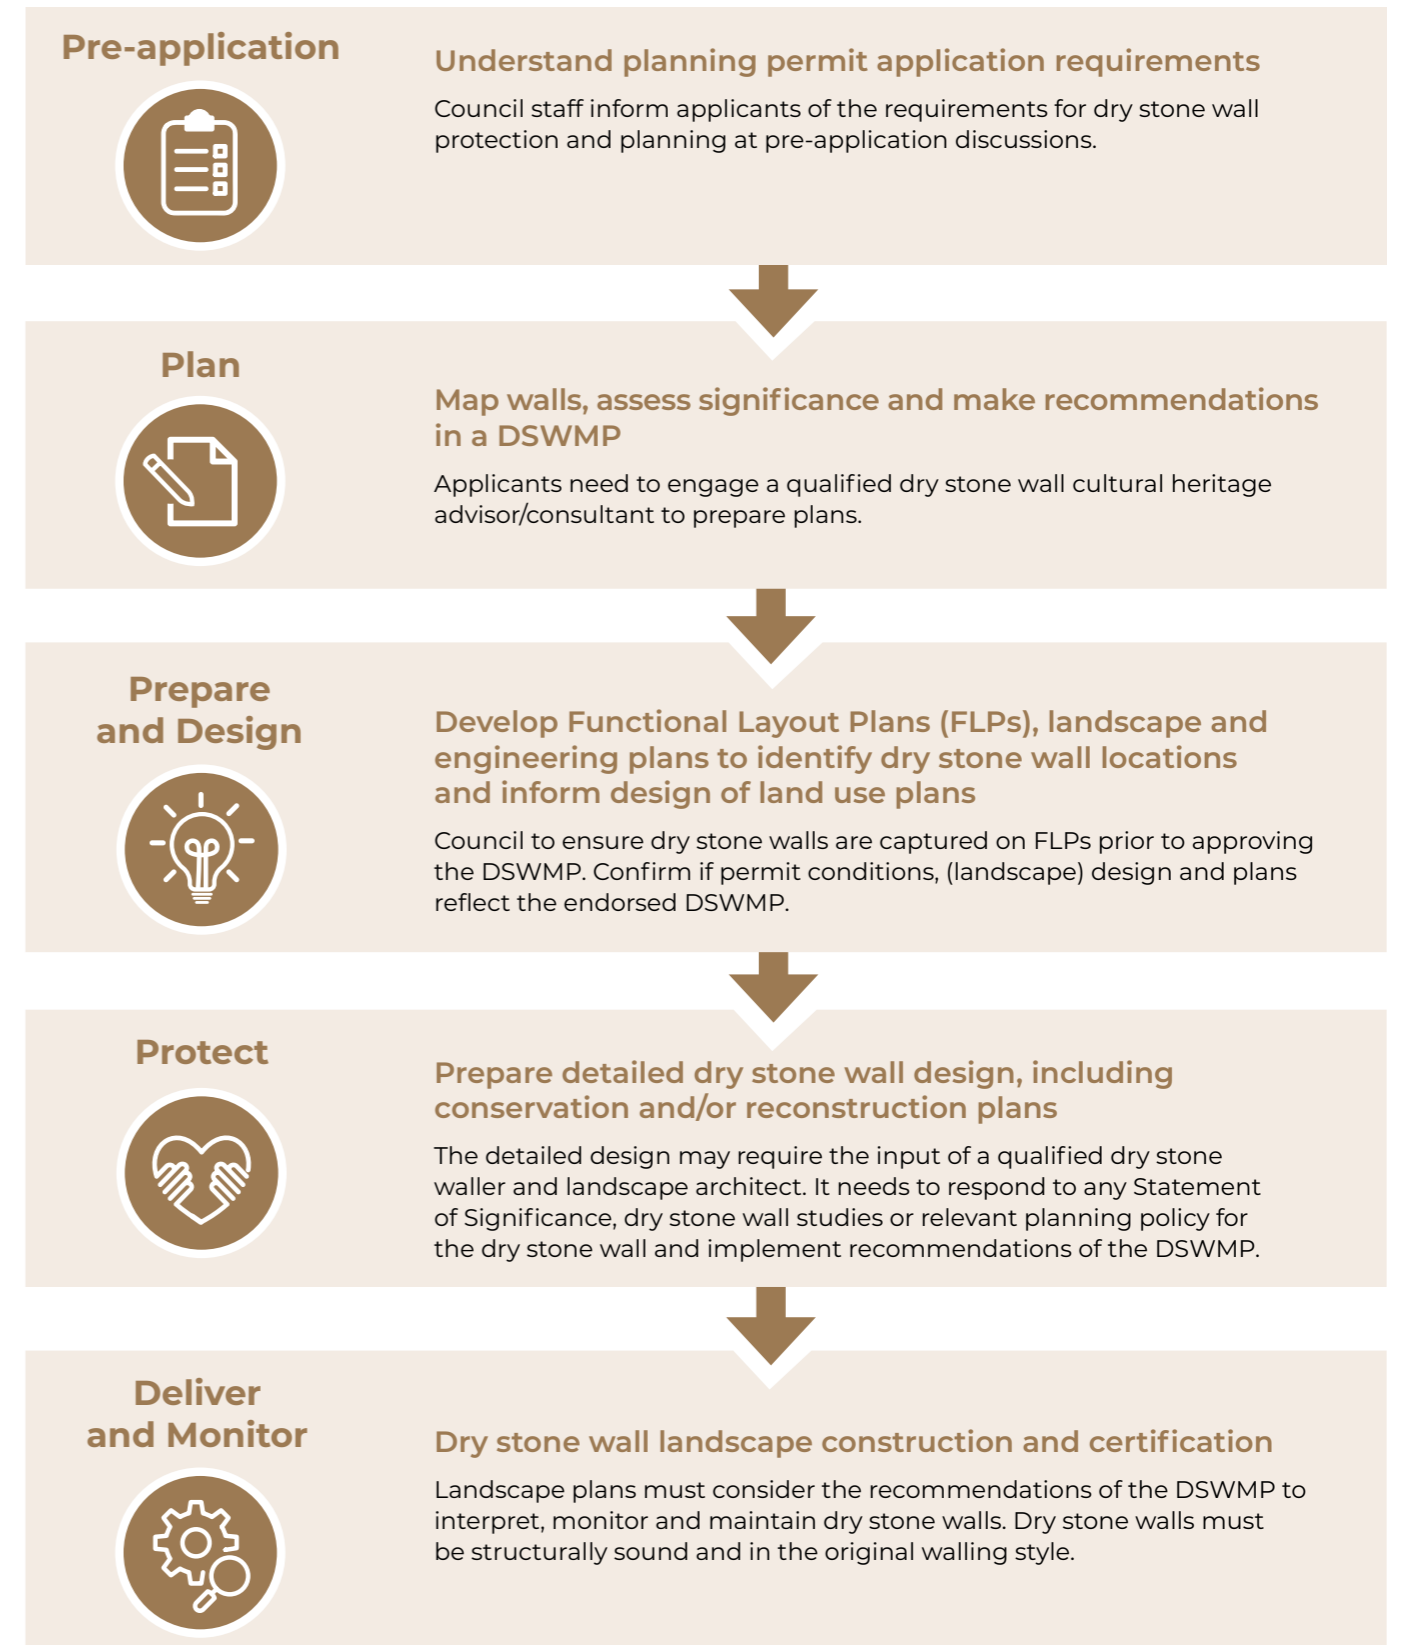 Pre-application
Understand planning permit application requirements
Council staff inform applicants of the requirements for dry stone wall
protection and planning at pre-application discussions.
Plan
Map walls, assess significance and make recommendations
in a DSWMP
Applicants need to engage a qualified dry stone wall cultural heritage
advisor/consultant to prepare plans.
Prepare
and Design
Develop Functional Layout Plans (FLPs), landscape and
engineering plans to identify dry stone wall locations
and inform design of land use plans
Council to ensure dry stone walls are captured on FLPs prior to approving
the DSWMP. Confirm if permit conditions, (landscape) design and plans
reflect the endorsed DSWMP.
Protect
Prepare detailed dry stone wall design, including
conservation and/or reconstruction plans
The detailed design may require the input of a qualified dry stone
waller and landscape architect. It needs to respond to any Statement
of Significance, dry stone wall studies or relevant planning policy for
the dry stone wall and implement recommendations of the DSWMP.
Deliver
and Monitor
Dry stone wall landscape construction and certification
Landscape plans must consider the recommendations of the DSWMP to
interpret, monitor and maintain dry stone walls. Dry stone walls must
be structurally sound and in the original walling style.